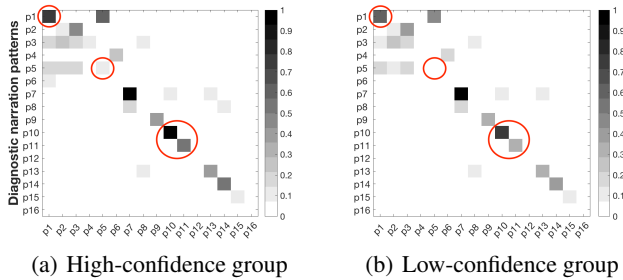 Diagnostic narration patterns
p1
p2
p3
p4
p5
p6
p7
p8
p9
p10
p11
p12
p13
p14
p15
p16
p1 p2 p3 p4 p5 p6 p7 p8 p9 p10 p11 p12 p13 p14 p15 p16
1
0.9
0.8
0.7
0.6
0.5
0.4
0.3
0.2
0.1
0
(a) High-confidence group
p1
p2
p3
p4
p5
p6
p7
p8
p9
p10
p11
p12
p13
p14
p15
p16
p1 p2 p3 p4 p5 p6 p7 p8 p9 p10 p11 p12 p13 p14 p15 p16
1
0.9
0.8
0.7
0.6
0.5
0.4
0.3
0.2
0.1
0
(b) Low-confidence group